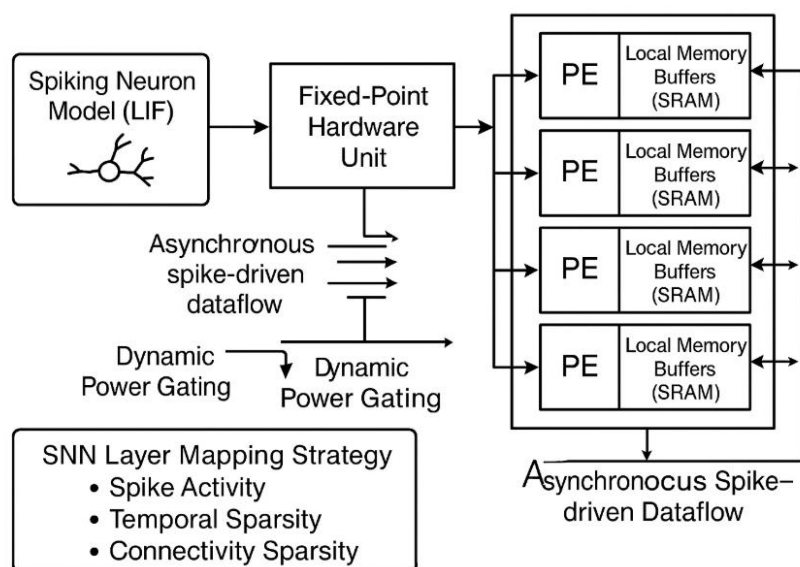 Spiking Neuron
Model (LIF)
Fixed-Point
Hardware
Unit
PE
Local Memory
Buffers
(SRAM)
PE
Local Memory
Buffers
(SRAM)
PE
Local Memory
Buffers
(SRAM)
PE
Local Memory
Buffers
(SRAM)
Asynchronous
spike-driven
dataflow
Dynamic
Power Gating
Dynamic
Power Gating
SNN Layer Mapping Strategy
• Spike Activity
• Temporal Sparsity
• Connectivity Sparsity
Asynchronocus Spike–
driven Dataflow